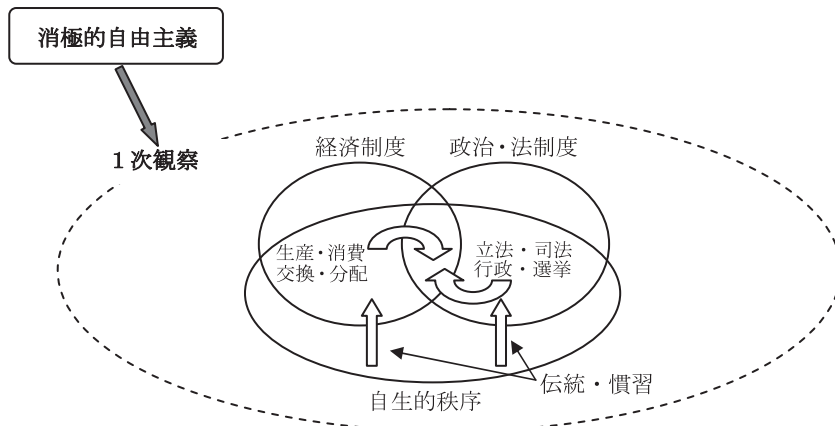 消極的自由主義
1次観察
経済制度
政治・法制度
生産・消費
交換・分配
立法・司法
行政・選挙
伝統・慣習
自生的秩序